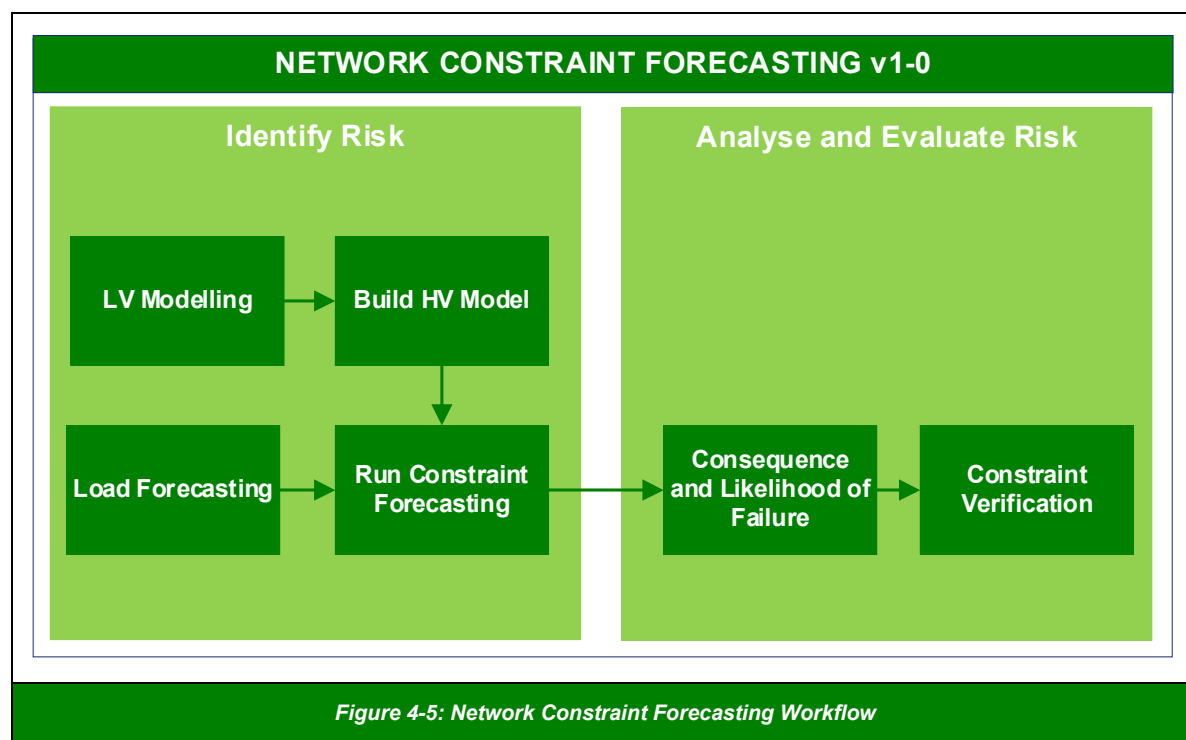 NETWORK CONSTRAINT FORECASTING v1-0
Identify Risk
Analyse and Evaluate Risk
LV Modelling
Build HV Model
Load Forecasting
Run Constraint
Forecasting
Consequence
and Likelihood of
Failure
Constraint
Verification
Figure 4-5: Network Constraint Forecasting Workflow